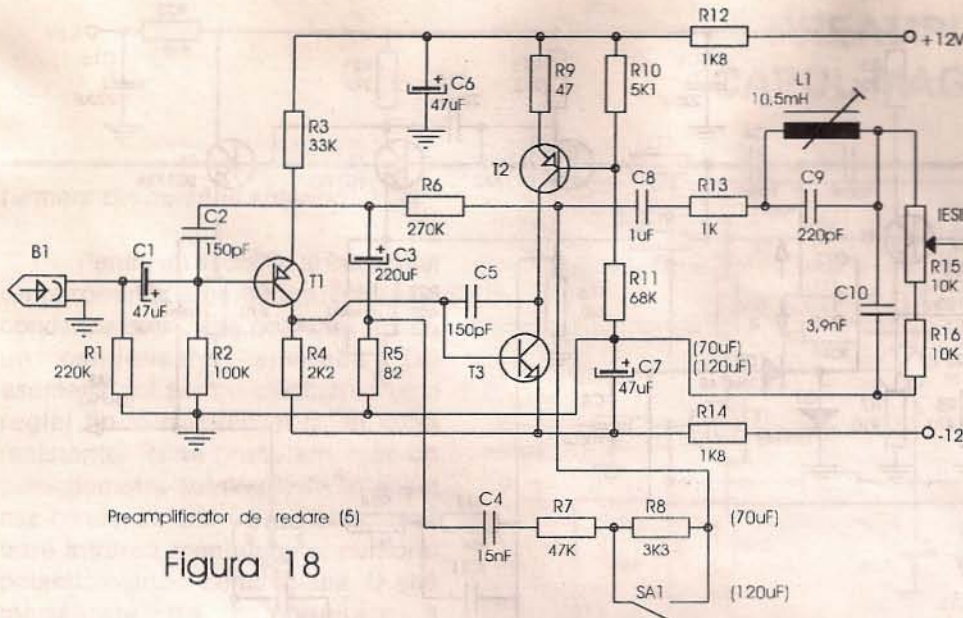 R12
1K8
+12V
C6
+
47uF
R9
47
R10
5K1
L1
10,5mH
R3
33K
T2
R6
270K
C8
1uF
R13
1K
C9
220pF
IESI
R15
10K
C2
150pF
B1
C1
+
47uF
T1
+
C3
220uF
C5
150pF
R11
68K
C10
3,9nF
R16
10K
R1
220K
R2
100K
R4
2K2
R5
82
T3
+
C7
47uF
(70uF)
(120uF)
R14
1K8
-12
Preamplificator de redare (5)
Figura 18
C4
15nF
R7
47K
R8
3K3
(70uF)
SA1
(120uF)